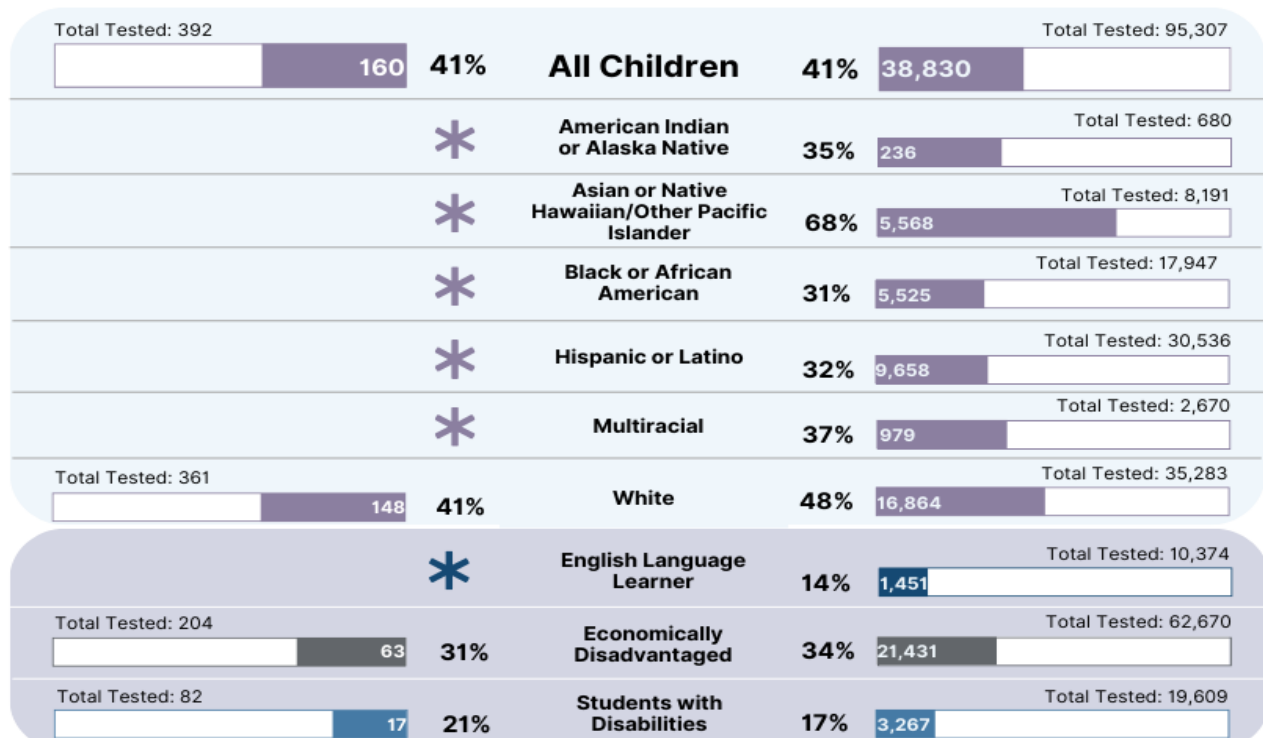 Total Tested: 392
Total Tested: 95,307
160 41% All Children 41% 38,830
Total Tested: 680
American Indian
or Alaska Native
35% 236
Total Tested: 8,191
Asian or Native
Hawaiian/Other Pacific
Islander
68% 5,568
Total Tested: 17,947
Black or African
American
31% 5,525
Total Tested: 30,536
Hispanic or Latino
32% 9,658
Total Tested: 2,670
Multiracial
37% 979
Total Tested: 361
Total Tested: 35,283
148 41% White 48% 16,864
Total Tested: 10,374
English Language
Learner
14% 1,451
Total Tested: 204
Total Tested: 62,670
Economically
Disadvantaged
63 31% 34% 21,431
Total Tested: 82
Total Tested: 19,609
Students with
Disabilities
17 21% 17% 3,267